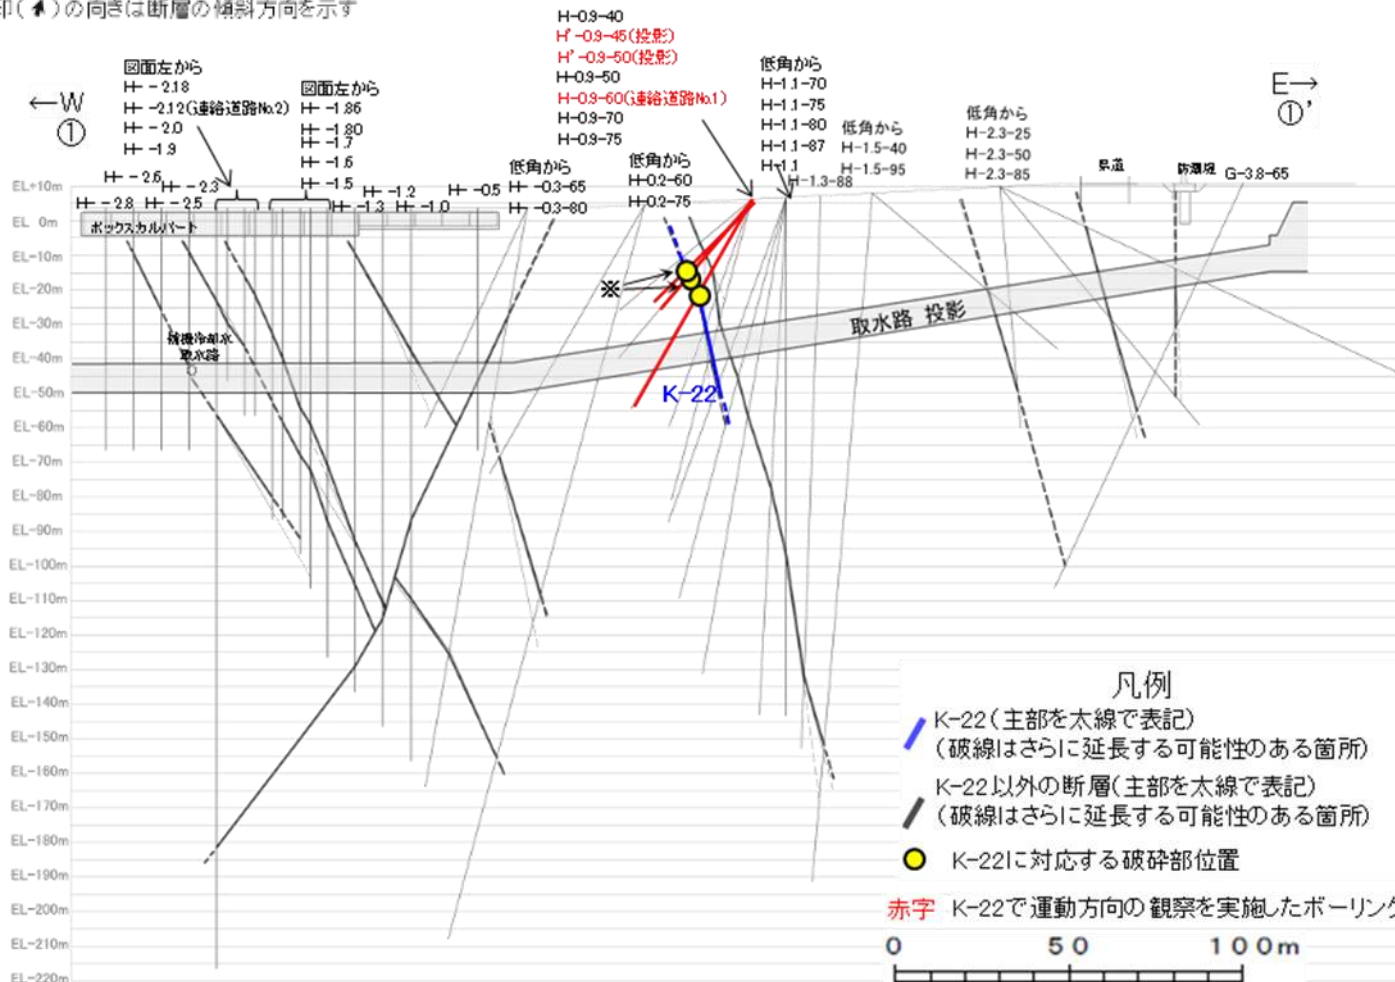 印( )の向きは断層の傾斜方向を示す
H-0.9-40
H'-0.9-45(投影)
H'-0.9-50(投影)
H-0.9-50
H-0.9-60(連絡道路No.1)
H-0.9-70
H-0.9-75
図面左から
H- -2.18
H- -2.12(連絡道路No.2)
H- -2.0
H- -1.9
図面左から
H- -1.86
H- -1.80
H- -1.7
H- -1.6
H- -1.5
低角から
H-1.1-70
H-1.1-75
H-1.1-80
H-1.1-87
H-1.1
H-1.3-88
低角から
H-1.5-40
H-1.5-95
低角から
H-2.3-25
H-2.3-50
H-2.3-85
←W
①
E→
①’
県道
防潮堤
G-3.8-65
低角から
H- -0.3-65
H- -0.3-80
低角から
H-0.2-60
H-0.2-75
H- -2.6
H- -2.3
H- -2.8
H- -2.5
H- -1.2
H- -0.5
H- -1.3
H- -1.0
ボックスカルバート
EL+10m
EL 0m
EL-10m
EL-20m
EL-30m
EL-40m
EL-50m
EL-60m
EL-70m
EL-80m
EL-90m
EL-100m
EL-110m
EL-120m
EL-130m
EL-140m
EL-150m
EL-160m
EL-170m
EL-180m
EL-190m
EL-200m
EL-210m
EL-220m
※
機冷却水
取水路
取水路 投影
K-22
凡例
K-22(主部を太線で表記)
(破線はさらに延長する可能性のある箇所)
K-22以外の断層(主部を太線で表記)
(破線はさらに延長する可能性のある箇所)
K-22に対応する破砕部位置
赤字 K-22で運動方向の観察を実施したボーリング
0 50 100m